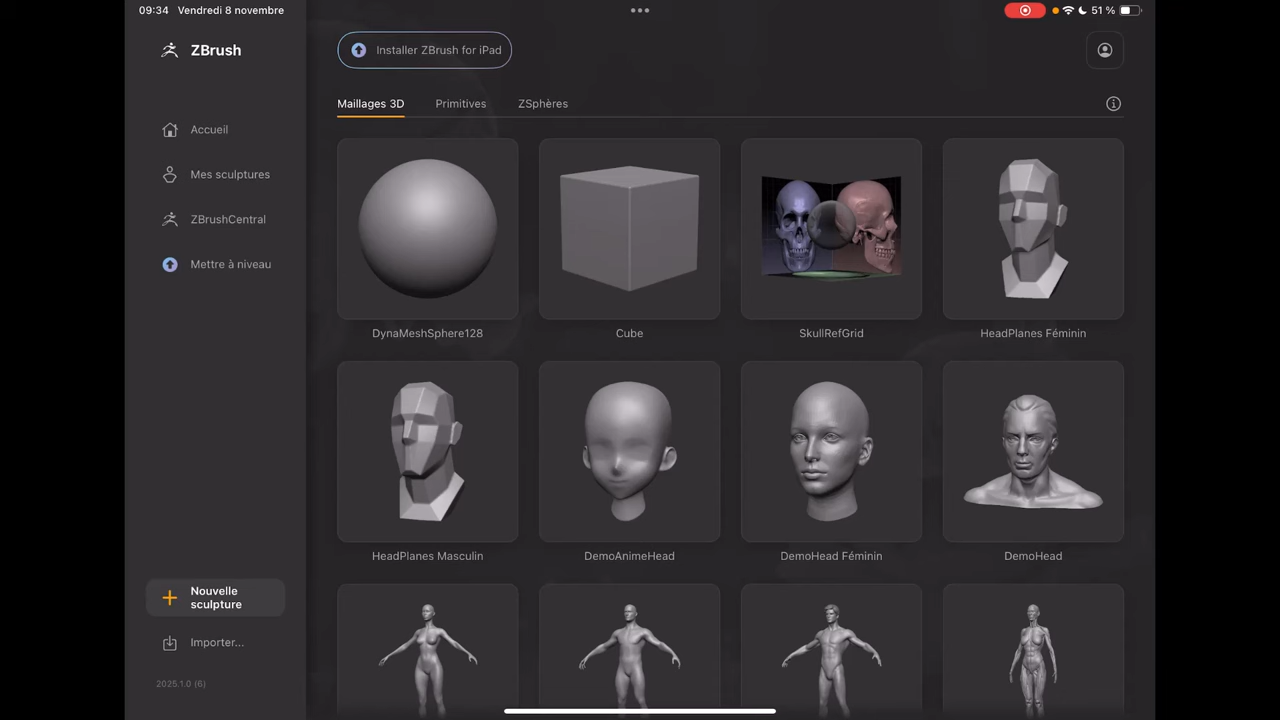 09:34 Vendredi 8 novembre
51 %
ZBrush
Installer ZBrush for iPad
Maillages 3D
Primitives
ZSphères
Accueil
Mes sculptures
ZBrushCentral
Mettre à niveau
DynaMeshSphere128
Cube
SkullRefGrid
HeadPlanes Féminin
HeadPlanes Masculin
DemoAnimeHead
DemoHead Féminin
DemoHead
Nouvelle
sculpture
Importer...
2025.1.0 (6)